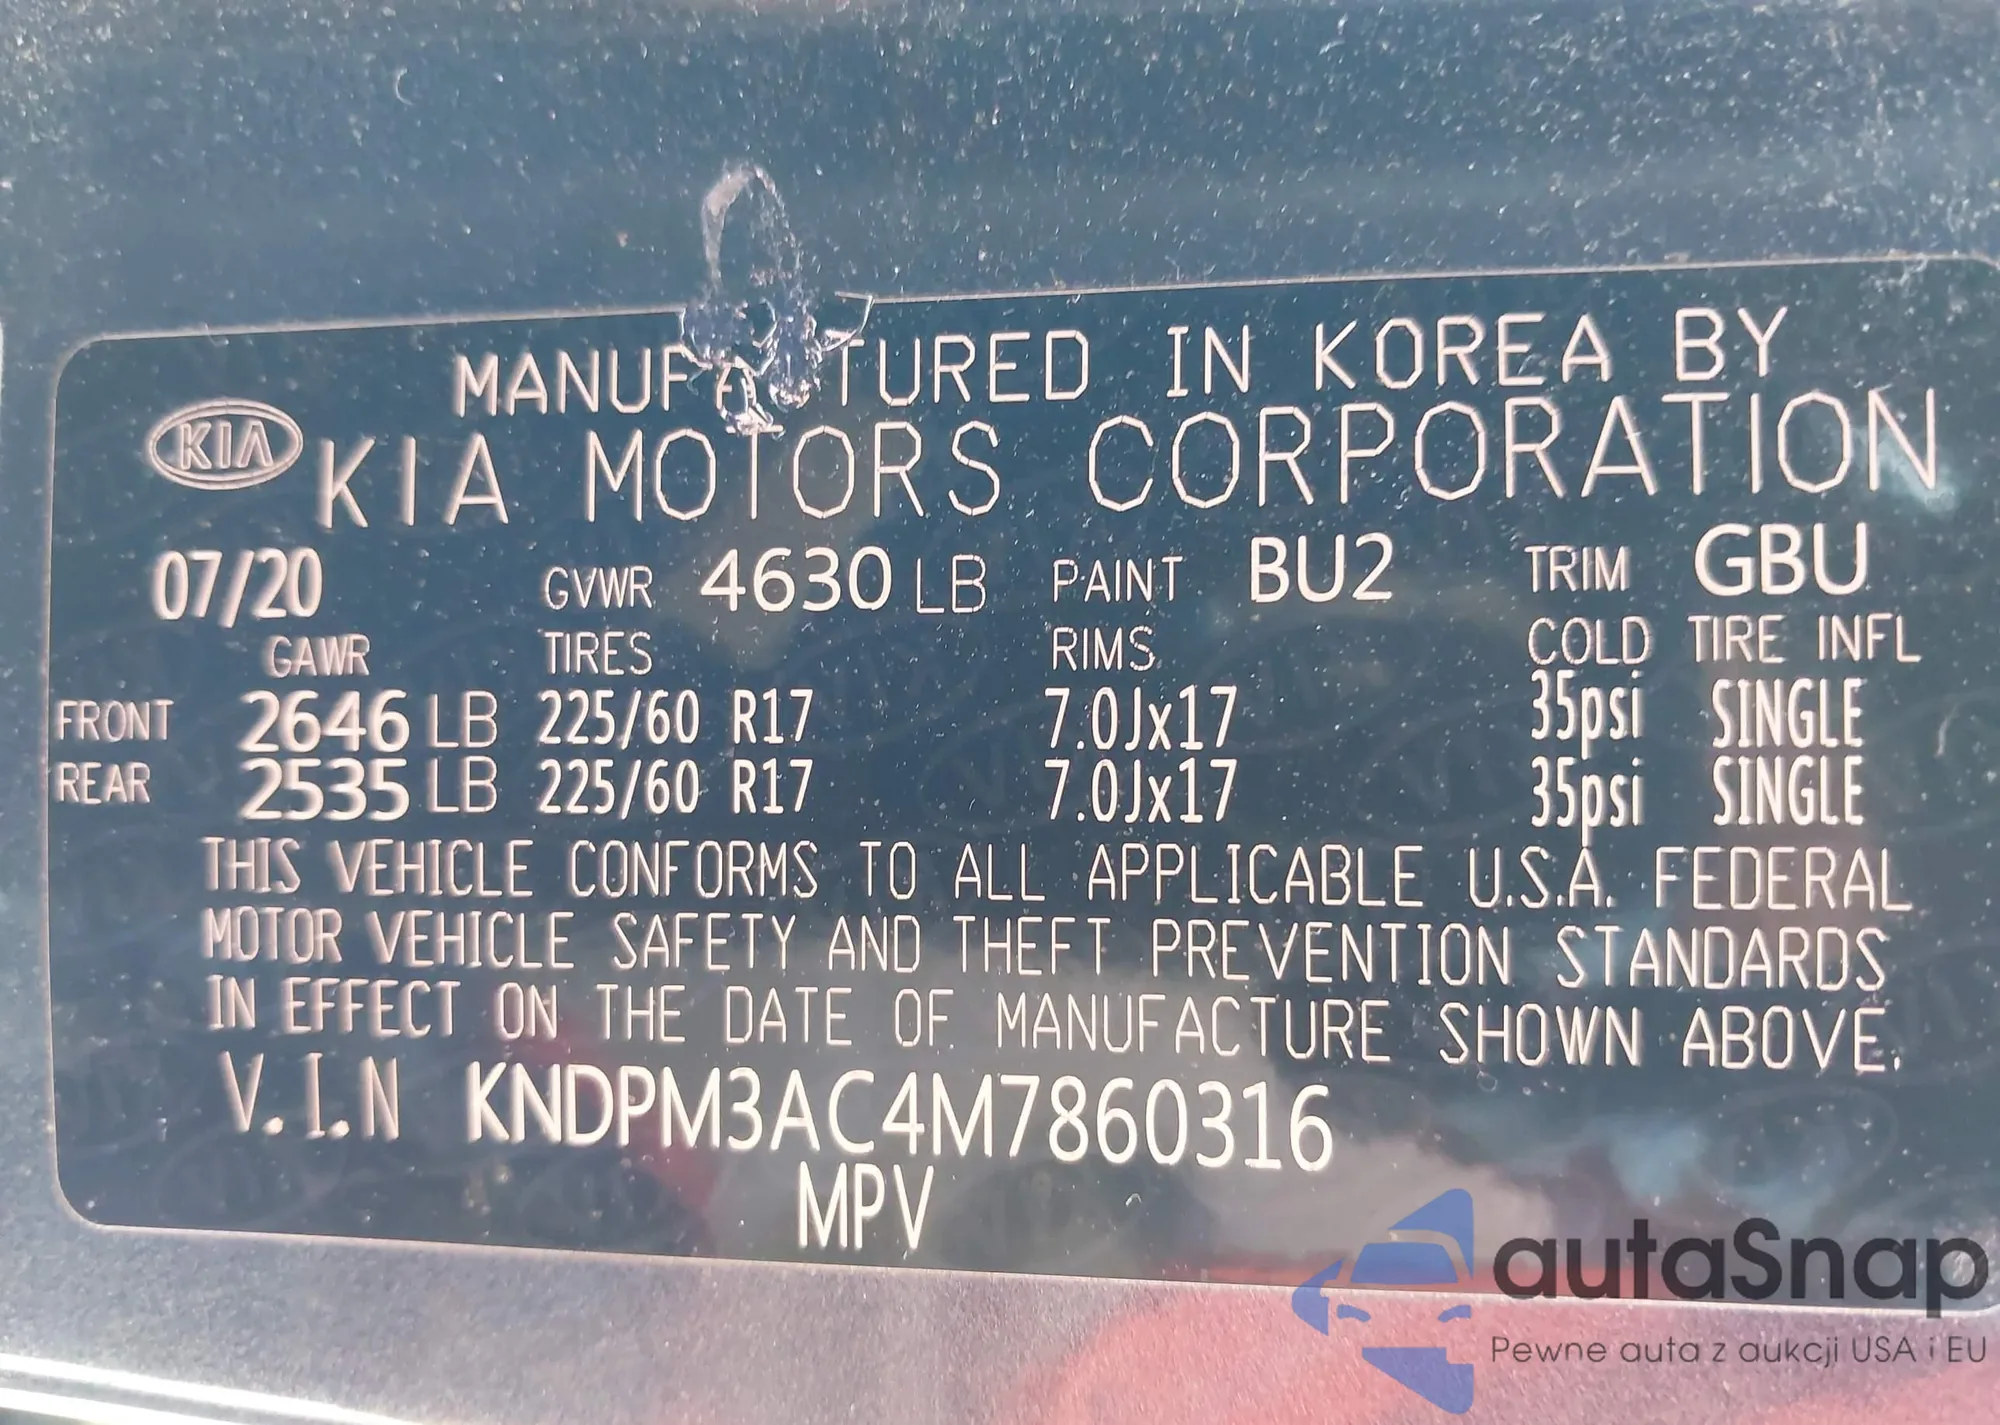 MANUFACTURED IN KOREA BY
KIA KIA MOTORS CORPORATION
07/20 GVWR 4630 LB PAINT BU2 TRIM GBU
GAWR TIRES RIMS COLD TIRE INFL
FRONT 2646 LB 225/60 R17 7.0Jx17 35psi SINGLE
REAR 2535 LB 225/60 R17 7.0Jx17 35psi SINGLE
THIS VEHICLE CONFORMS TO ALL APPLICABLE U.S.A. FEDERAL
MOTOR VEHICLE SAFETY AND THEFT PREVENTION STANDARDS
IN EFFECT ON THE DATE OF MANUFACTURE SHOWN ABOVE.
V.I.N KNDPM3AC4M7860316
MPV
autaSnap
Pewne auta z aukcji USA i EU